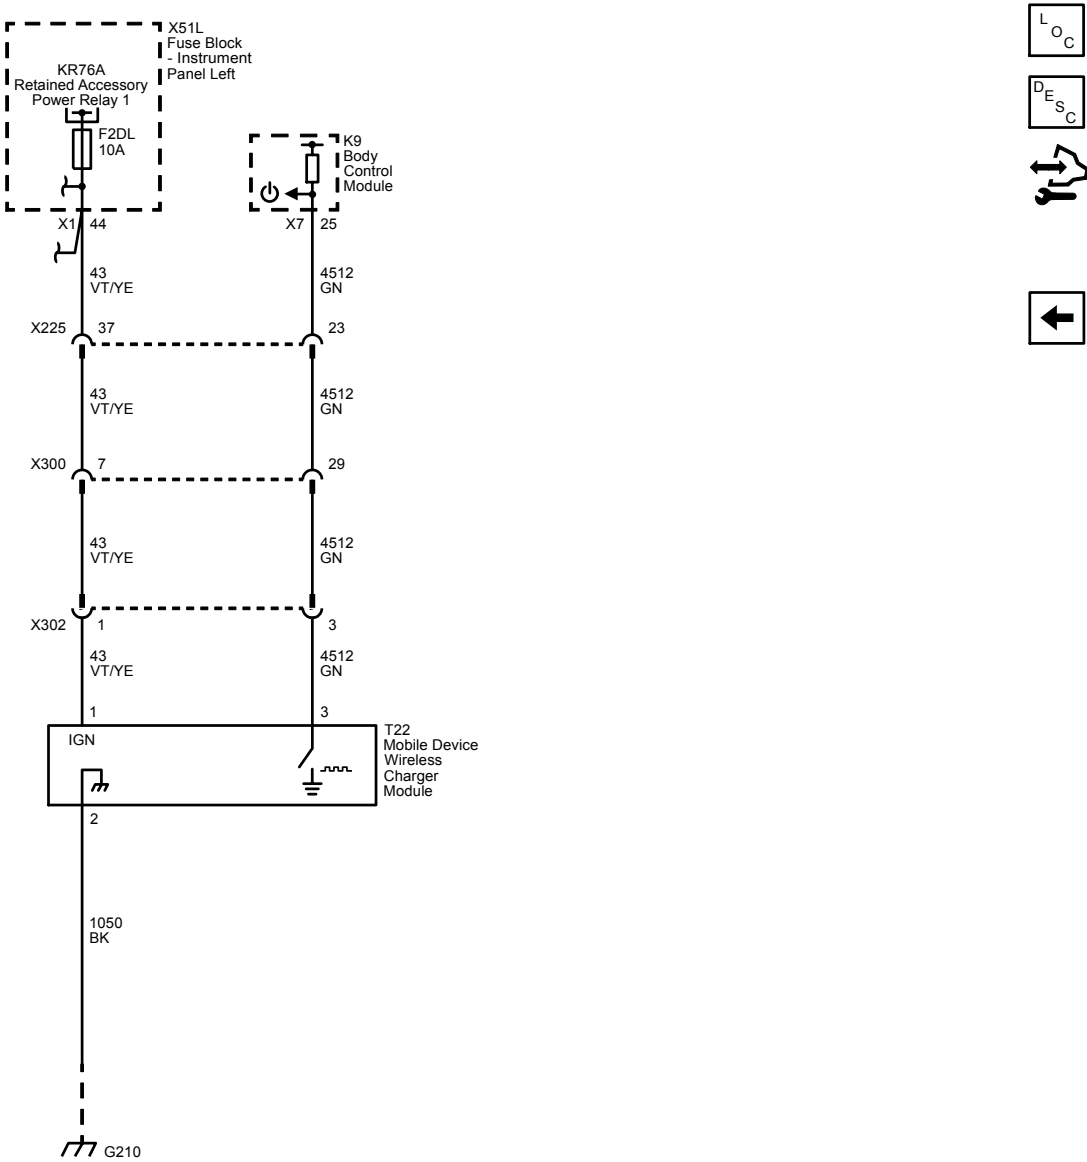 X51L
Fuse Block
- Instrument
Panel Left
KR76A
Retained Accessory
Power Relay 1
F2DL
10A
K9
Body
Control
Module
X1 44
X7 25
43
VT/YE
4512
GN
X225 37
23
43
VT/YE
4512
GN
X300 7
29
43
VT/YE
4512
GN
X302 1
3
43
VT/YE
4512
GN
1
3
IGN
T22
Mobile Device
Wireless
Charger
Module
2
1050
BK
G210
LOC
DESC